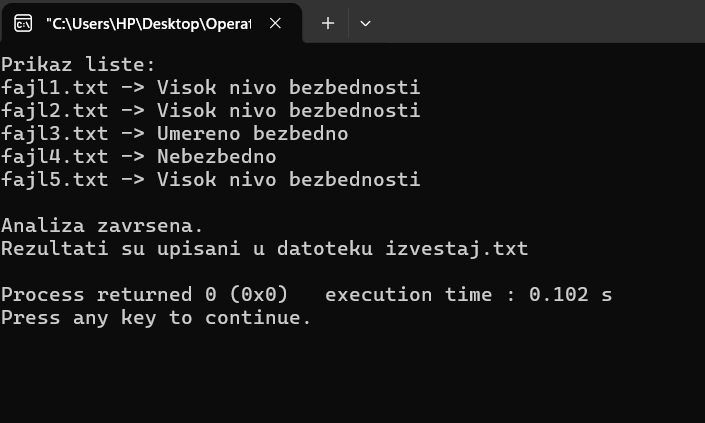 "C:\Users\HP\Desktop\Operat
Prikaz liste:
fajl1.txt -> Visok nivo bezbednosti
fajl2.txt -> Visok nivo bezbednosti
fajl3.txt -> Umereno bezbedno
fajl4.txt -> Nebezbedno
fajl5.txt -> Visok nivo bezbednosti
Analiza zavrsena.
Rezultati su upisani u datoteku izvestaj.txt
Process returned 0 (0x0)   execution time : 0.102 s
Press any key to continue.